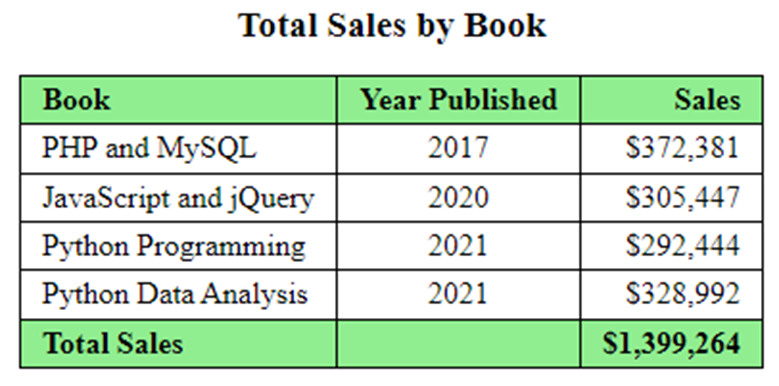 Total Sales by Book
Book Year Published Sales
PHP and MySQL 2017 $372,381
JavaScript and jQuery 2020 $305,447
Python Programming 2021 $292,444
Python Data Analysis 2021 $328,992
Total Sales $1,399,264